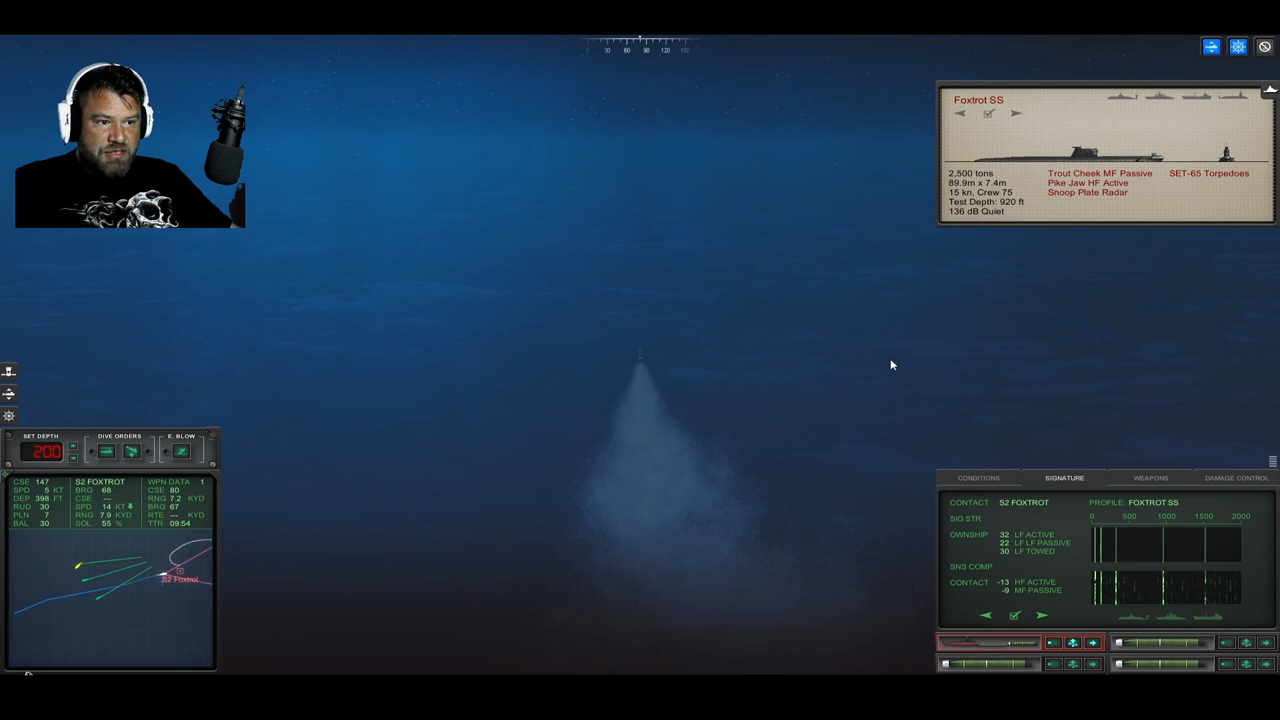 0 30 60 90 120 180
Foxtrot SS
2,500 tons
89.9m x 7.4m
15 kn, Crew 75
Test Depth: 920 ft
136 dB Quiet
Trout Cheek MF Passive
Pike Jaw HF Active
Snoop Plate Radar
SET-65 Torpedoes
SET DEPTH
200
DIVE ORDERS
E. BLOW
CSE 147
SPD 5 KT
DEP 398 FT
RUD 30
PLN 7
BAL 30
S2 FOXTROT
BRG 68
CSE ---
SPD 14 KT
RNG 7.9 KYD
SOL 55 %
WPN DATA 1
CSE 80
RNG 7.2 KYD
BRG 67
RTE --- KYD
TTR 09:54
S2 Foxtrot
CONDITIONS
SIGNATURE
WEAPONS
DAMAGE CONTROL
CONTACT S2 FOXTROT
SIG STR
OWNSHIP 32 LF ACTIVE
22 LF LF PASSIVE
30 LF TOWED
SNS COMP
CONTACT -13 HF ACTIVE
-9 MF PASSIVE
PROFILE: FOXTROT SS
0 500 1000 1500 2000